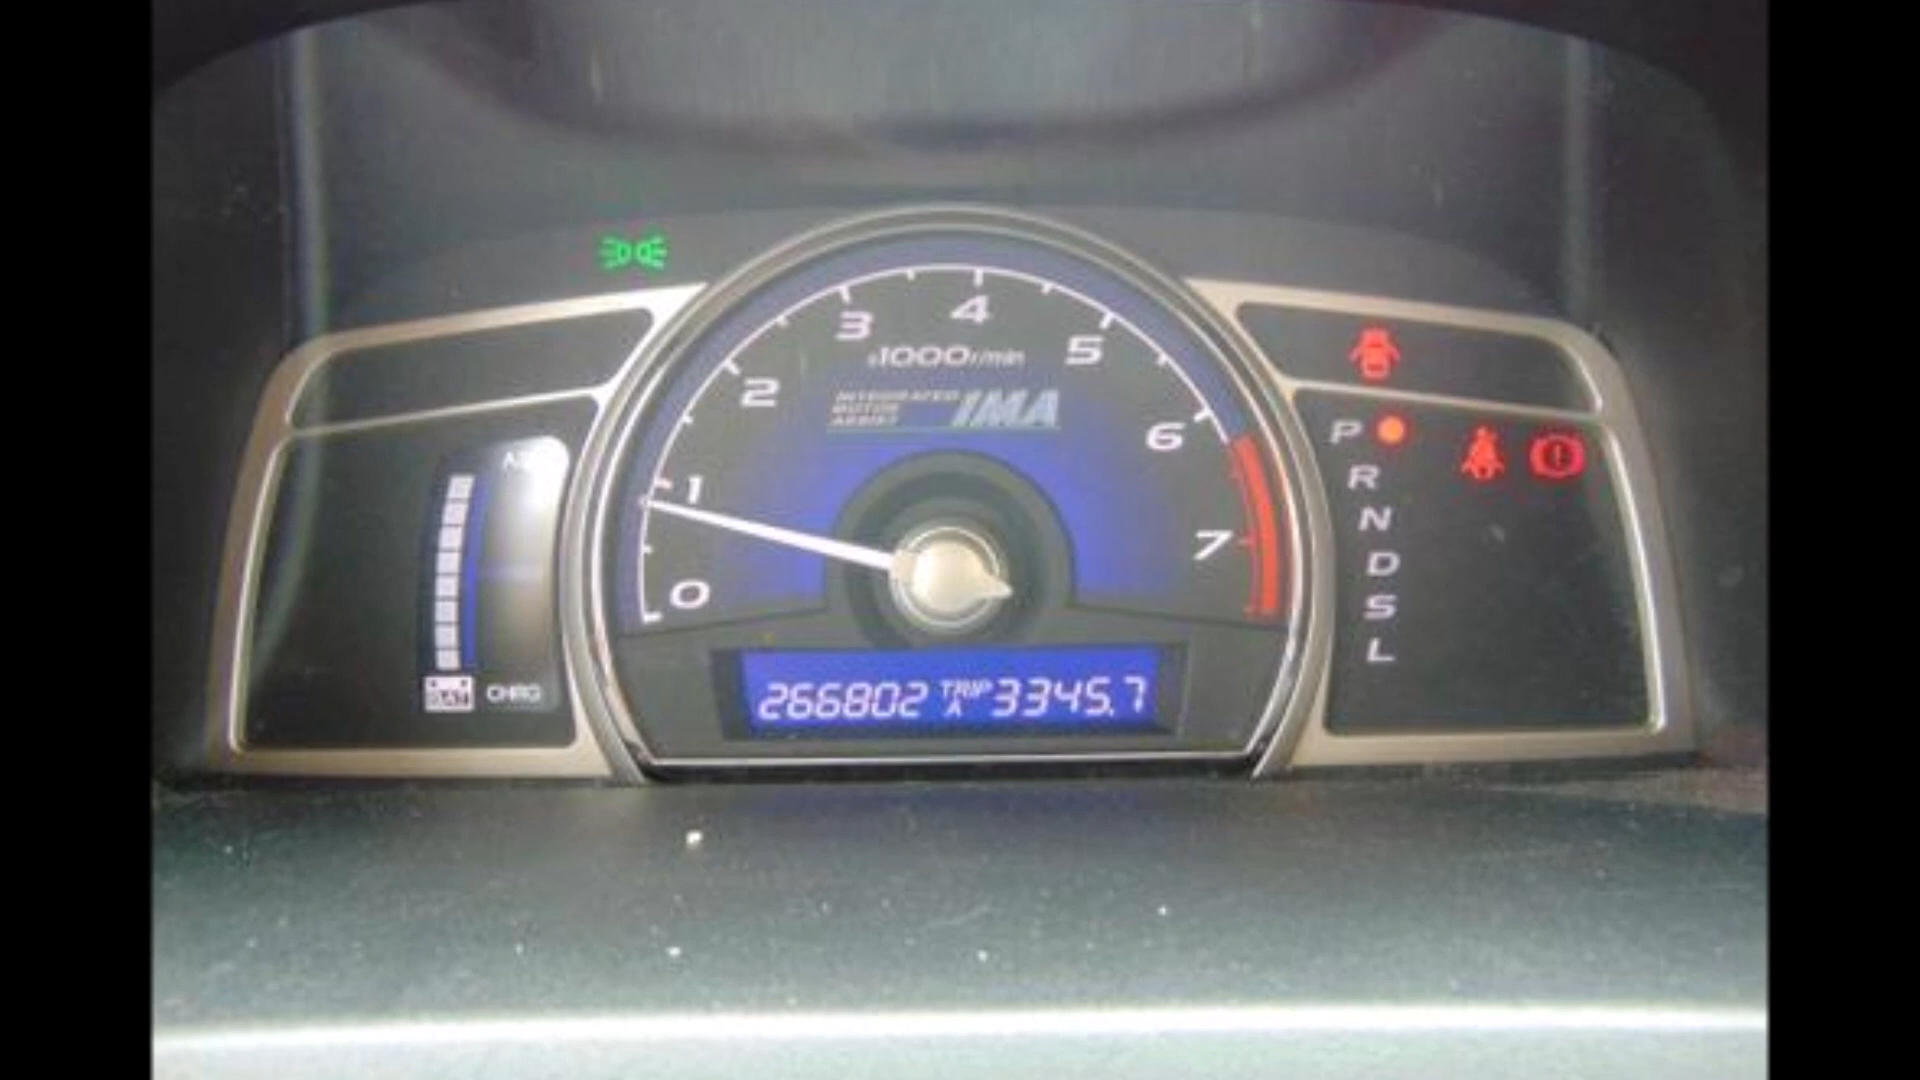 4
3
5
x1000r/min
2
INTEGRATED
MOTOR
ASSIST
IMA
6
P
R
1
N
7
D
0
S
L
BAT
CHRG
266802 TRIP A 3345.7